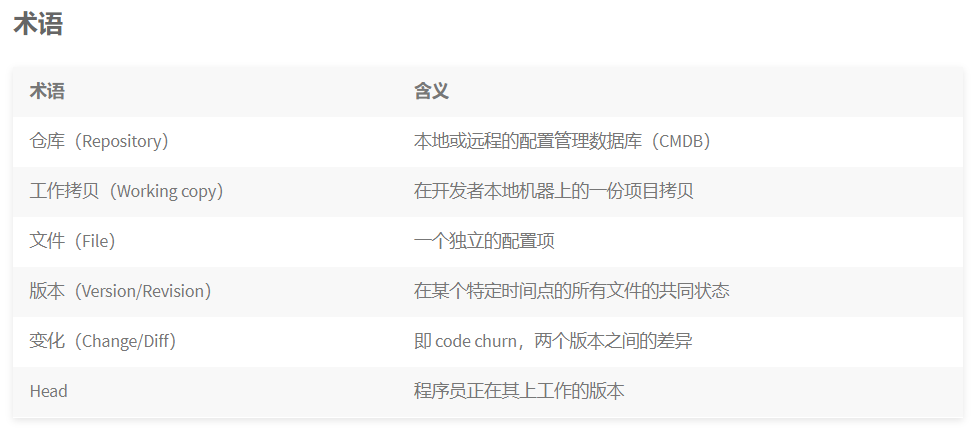 术语
术语 含义
仓库（Repository） 本地或远程的配置管理数据库（CMDB）
工作拷贝（Working copy） 在开发者本地机器上的一份项目拷贝
文件（File） 一个独立的配置项
版本（Version/Revision） 在某个特定时间点的所有文件的共同状态
变化（Change/Diff） 即 code churn，两个版本之间的差异
Head 程序员正在其上工作的版本